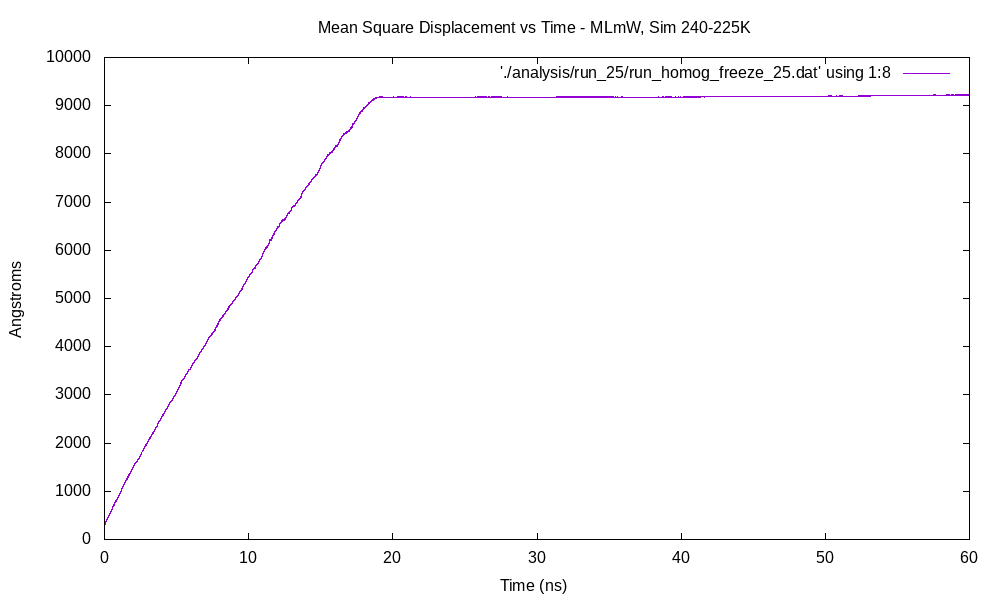 Mean Square Displacement vs Time - MLmW, Sim 240-225K
10000
'./analysis/run_25/run_homog_freeze_25.dat' using 1:8
9000
8000
7000
6000
5000
4000
3000
2000
1000
0
Angstroms
0 10 20 30 40 50 60
Time (ns)